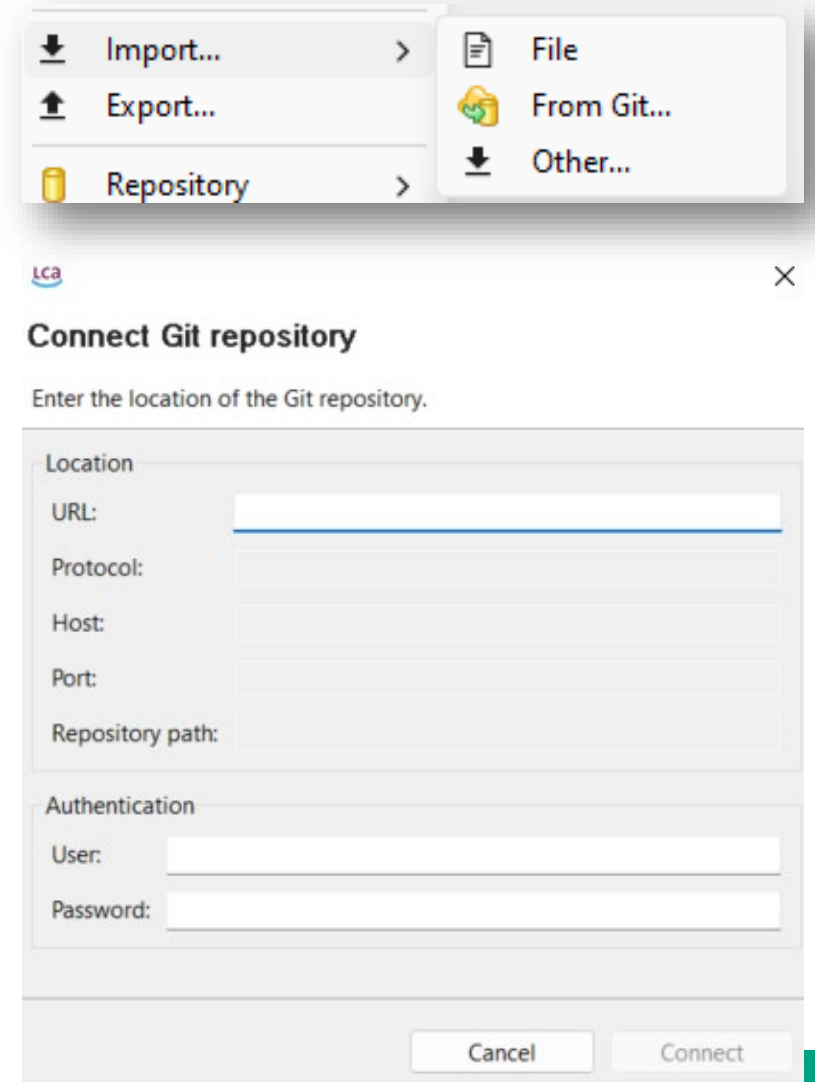 Import...
File
Export...
From Git...
Other...
Repository
LCa
Connect Git repository
Enter the location of the Git repository.
Location
URL:
Protocol:
Host:
Port:
Repository path:
Authentication
User:
Password:
Cancel
Connect